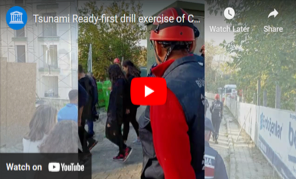 Tsunami Ready-first drill exercise of C...
Watch Later
Share
Watch on YouTube